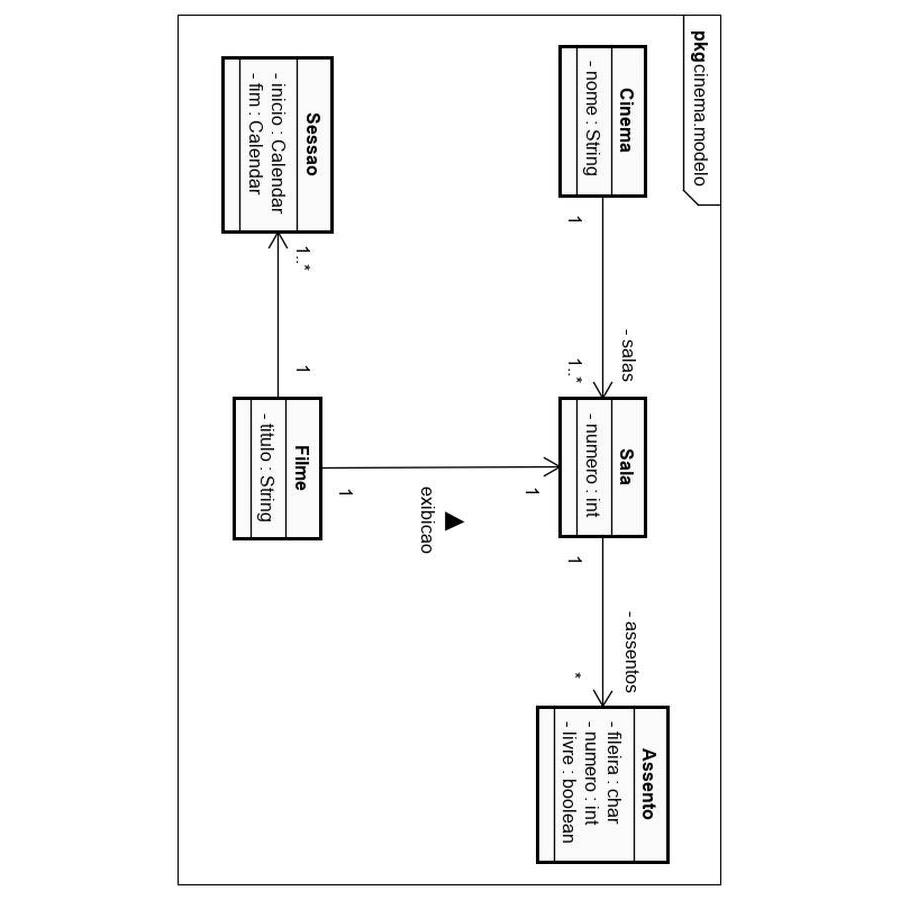 pkg cinema.modelo
Cinema
- nome : String
1
- salas
1..*
Sala
- numero : int
1
- assentos
*
Assento
- fileira : char
- numero : int
- livre : boolean
1
exibicao
1
Sessao
- inicio : Calendar
- fim : Calendar
1..*
1
Filme
- titulo : String